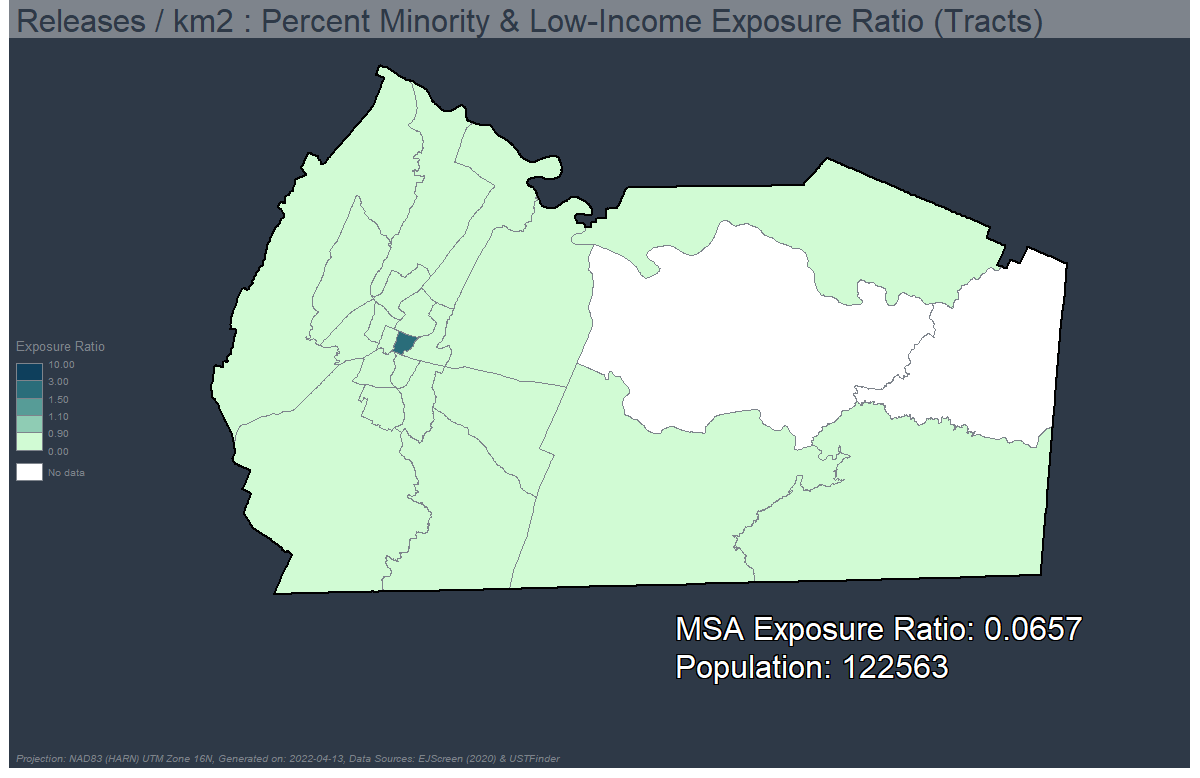 Releases / km2 : Percent Minority & Low-Income Exposure Ratio (Tracts)
Exposure Ratio
10.00
3.00
1.50
1.10
0.90
0.00
No data
MSA Exposure Ratio: 0.0657
Population: 122563
Projection: NAD83 (HARN) UTM Zone 16N, Generated on: 2022-04-13, Data Sources: EJScreen (2020) & USTFinder